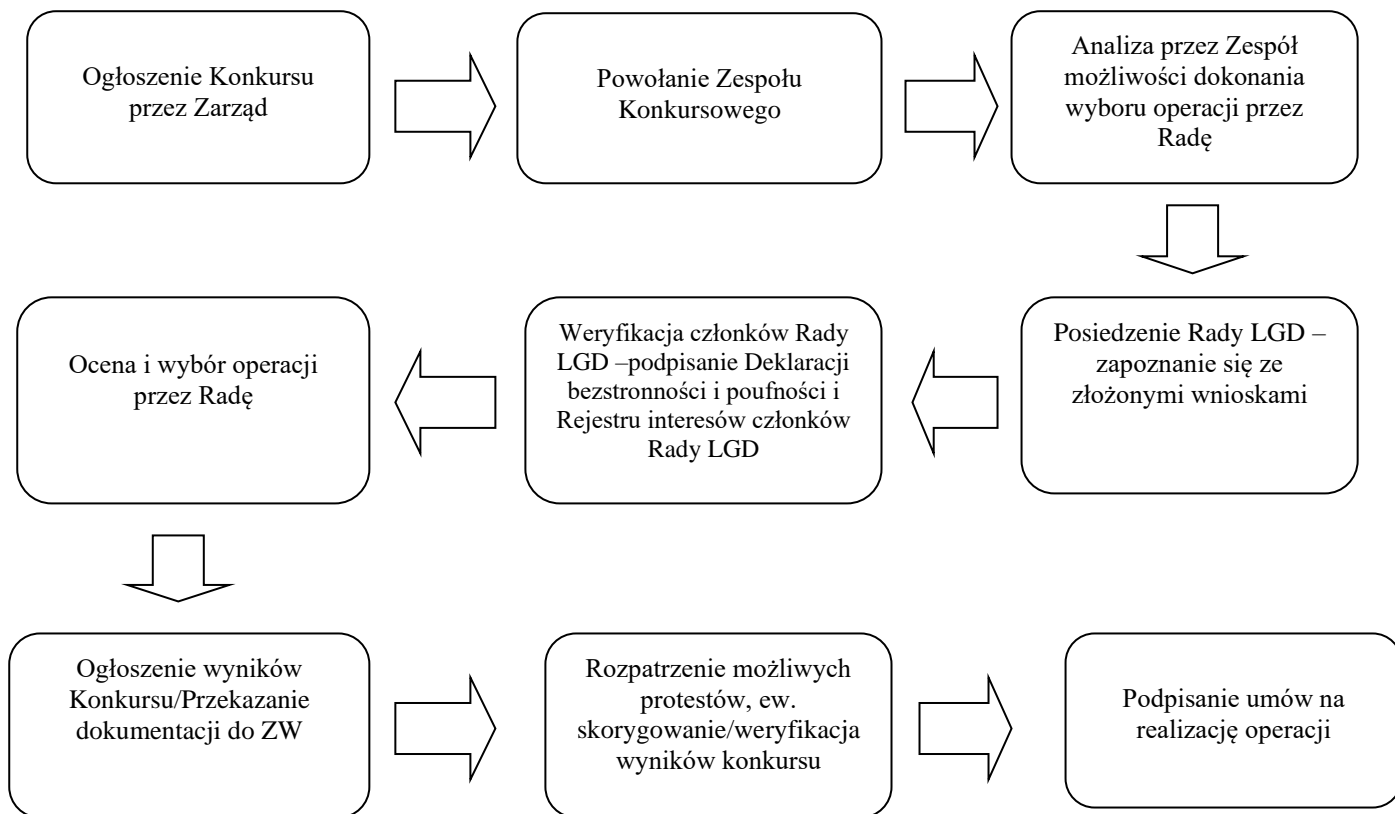 Ogłoszenie Konkursu
przez Zarząd
Powołanie Zespołu
Konkursowego
Analiza przez Zespół
możliwości dokonania
wyboru operacji przez
Radę
Posiedzenie Rady LGD –
zapoznanie się ze
złożonymi wnioskami
Weryfikacja członków Rady
LGD –podpisanie Deklaracji
bezstronności i poufności i
Rejestru interesów członków
Rady LGD
Ocena i wybór operacji
przez Radę
Ogłoszenie wyników
Konkursu/Przekazanie
dokumentacji do ZW
Rozpatrzenie możliwych
protestów, ew.
skorygowanie/weryfikacja
wyników konkursu
Podpisanie umów na
realizację operacji